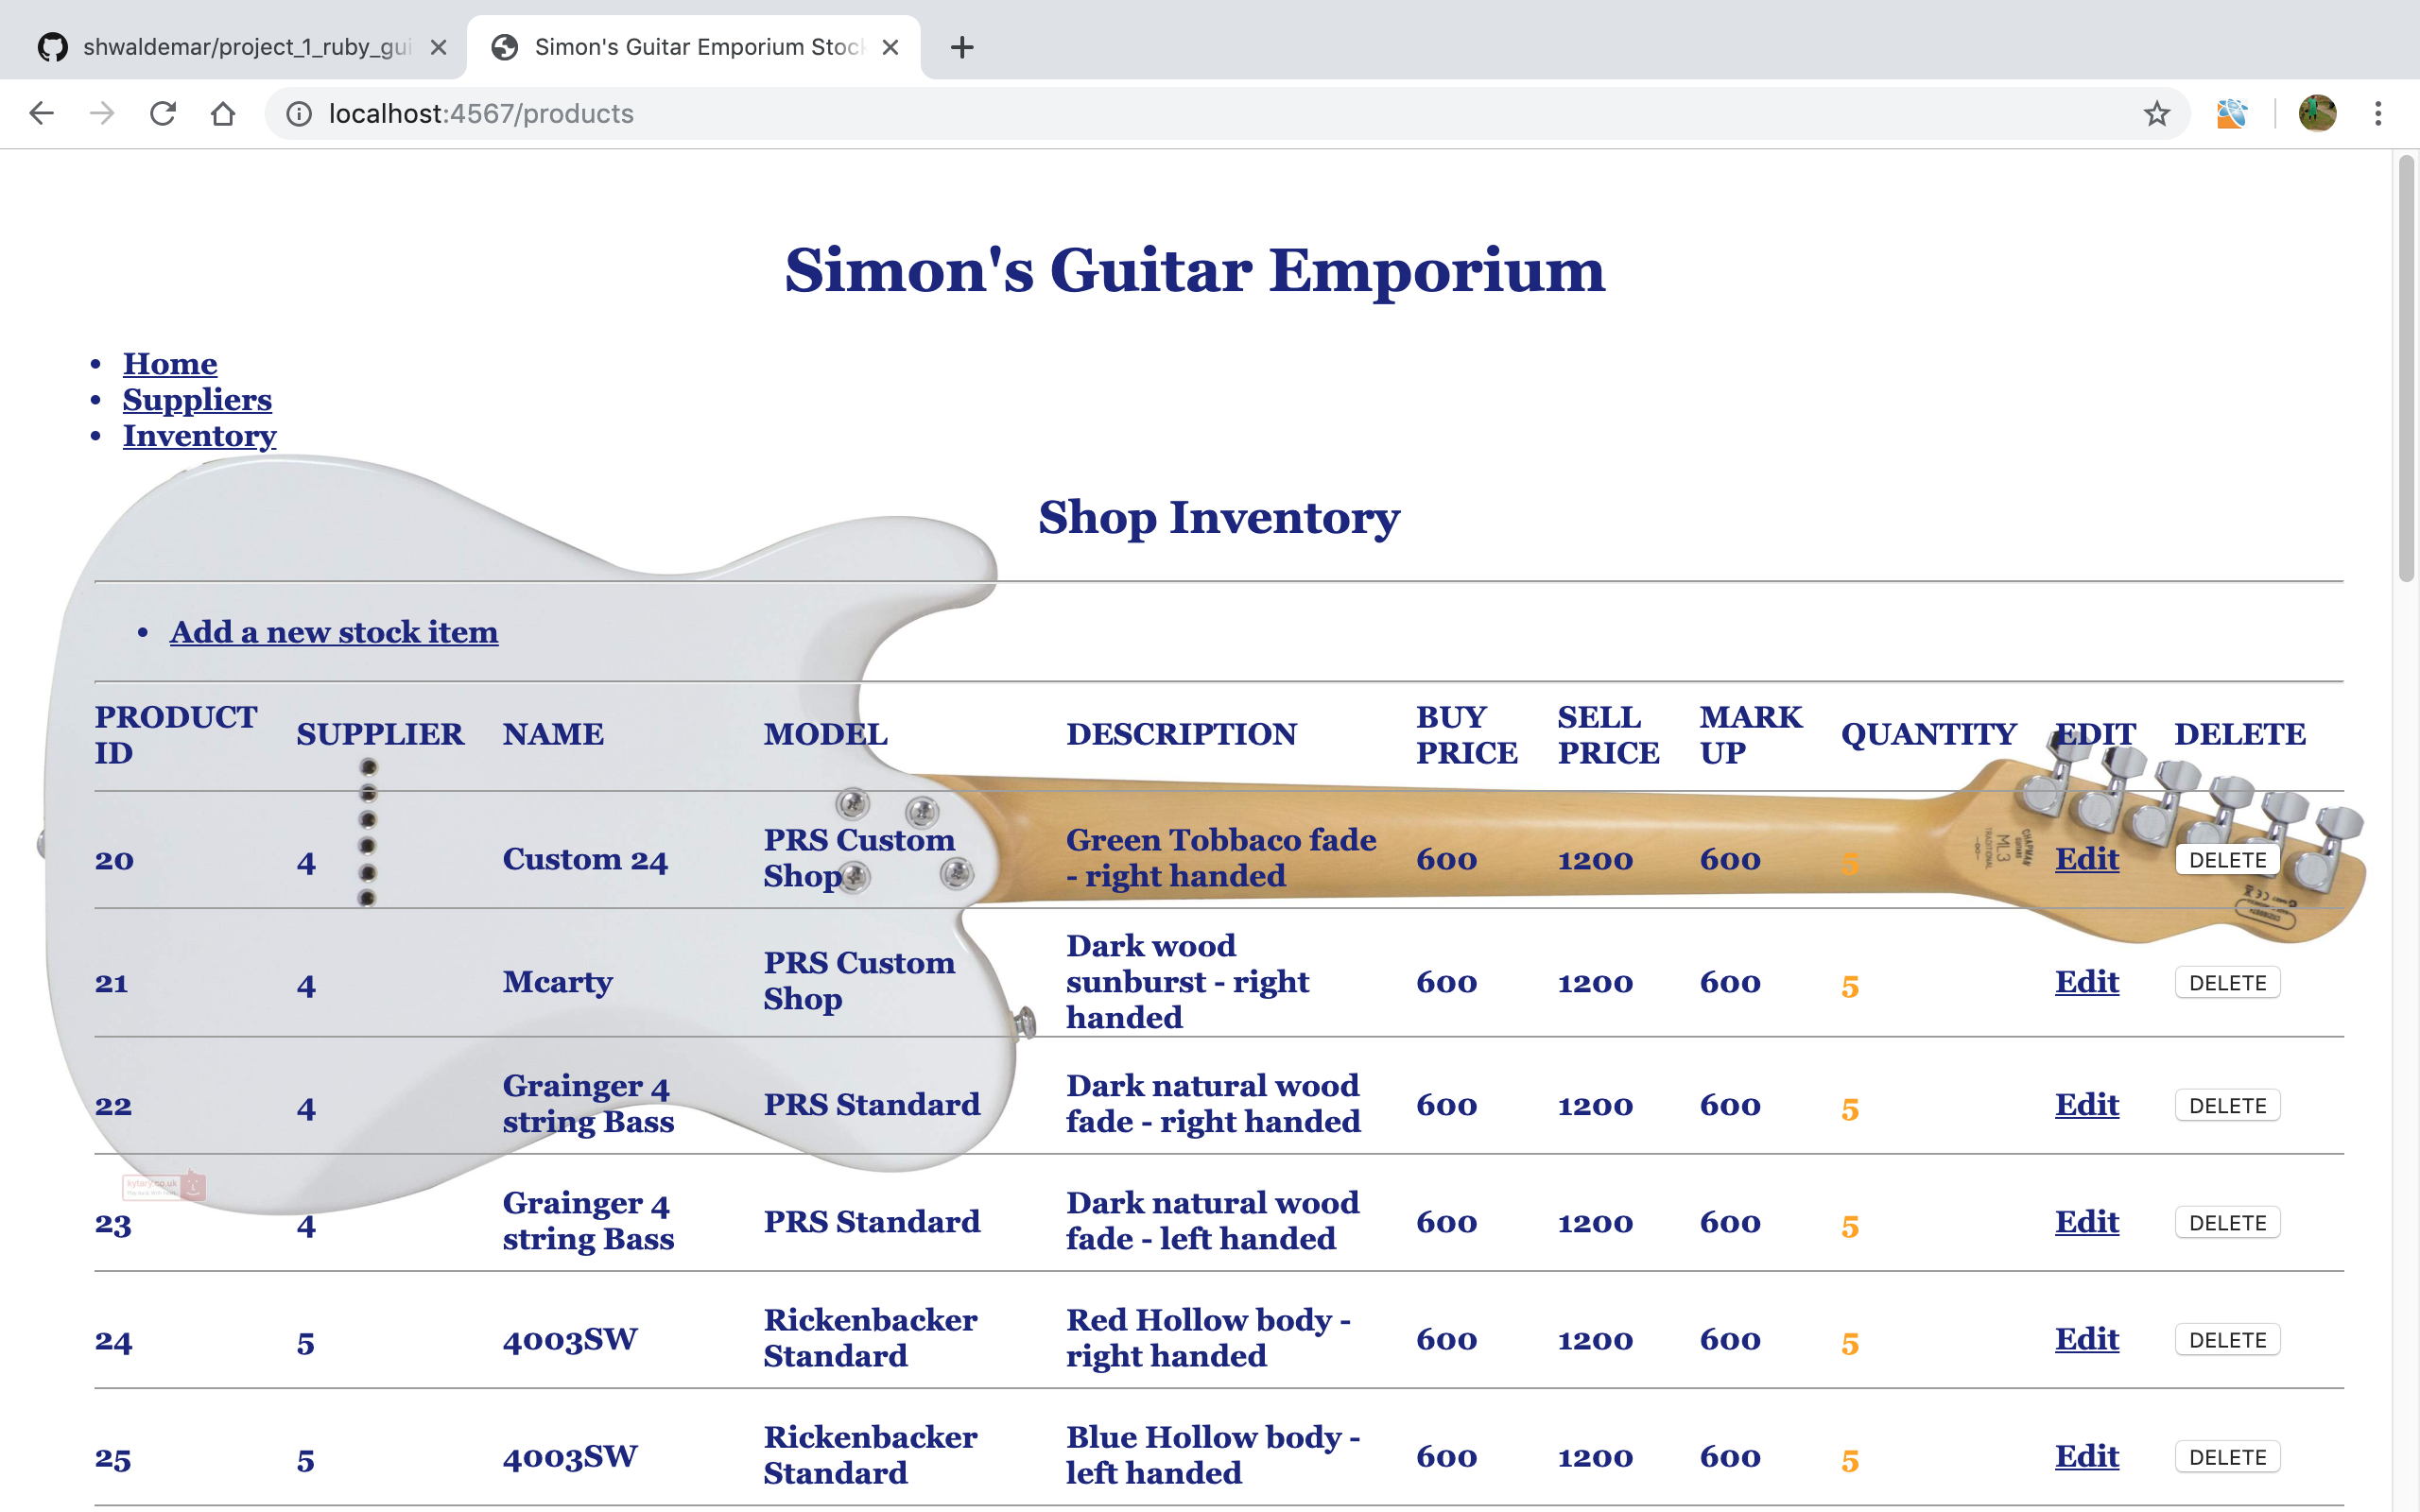 shwaldemar/project_1_ruby_gui
Simon's Guitar Emporium Stock
localhost:4567/products
Simon's Guitar Emporium
Home
Suppliers
Inventory
Shop Inventory
Add a new stock item
PRODUCT ID SUPPLIER NAME MODEL DESCRIPTION BUY PRICE SELL PRICE MARK UP QUANTITY EDIT DELETE
20 4 Custom 24 PRS Custom Shop Green Tobbaco fade - right handed 600 1200 600 5 Edit DELETE
21 4 Mcarty PRS Custom Shop Dark wood sunburst - right handed 600 1200 600 5 Edit DELETE
22 4 Grainger 4 string Bass PRS Standard Dark natural wood fade - right handed 600 1200 600 5 Edit DELETE
23 4 Grainger 4 string Bass PRS Standard Dark natural wood fade - left handed 600 1200 600 5 Edit DELETE
24 5 4003SW Rickenbacker Standard Red Hollow body - right handed 600 1200 600 5 Edit DELETE
25 5 4003SW Rickenbacker Standard Blue Hollow body - left handed 600 1200 600 5 Edit DELETE
CHAPMAN
ML3
TRADITIONAL
kytary.co.uk